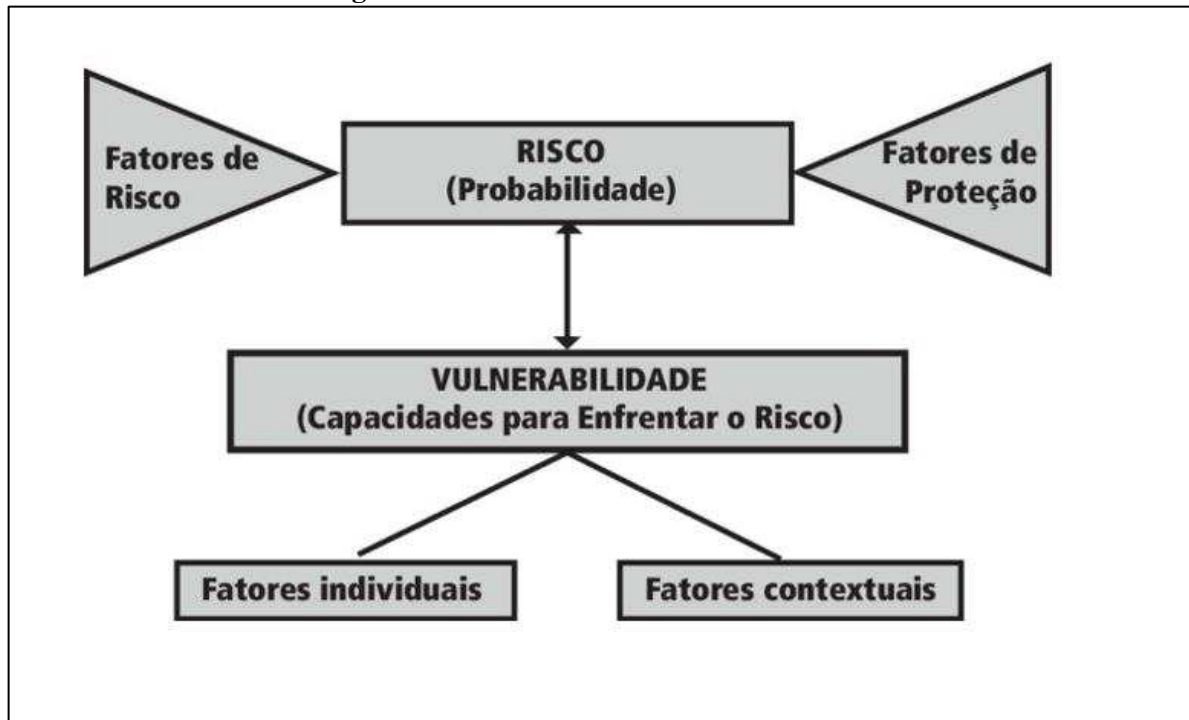 Fatores de
Risco
RISCO
(Probabilidade)
Fatores de
Proteção
VULNERABILIDADE
(Capacidades para Enfrentar o Risco)
Fatores individuais
Fatores contextuais